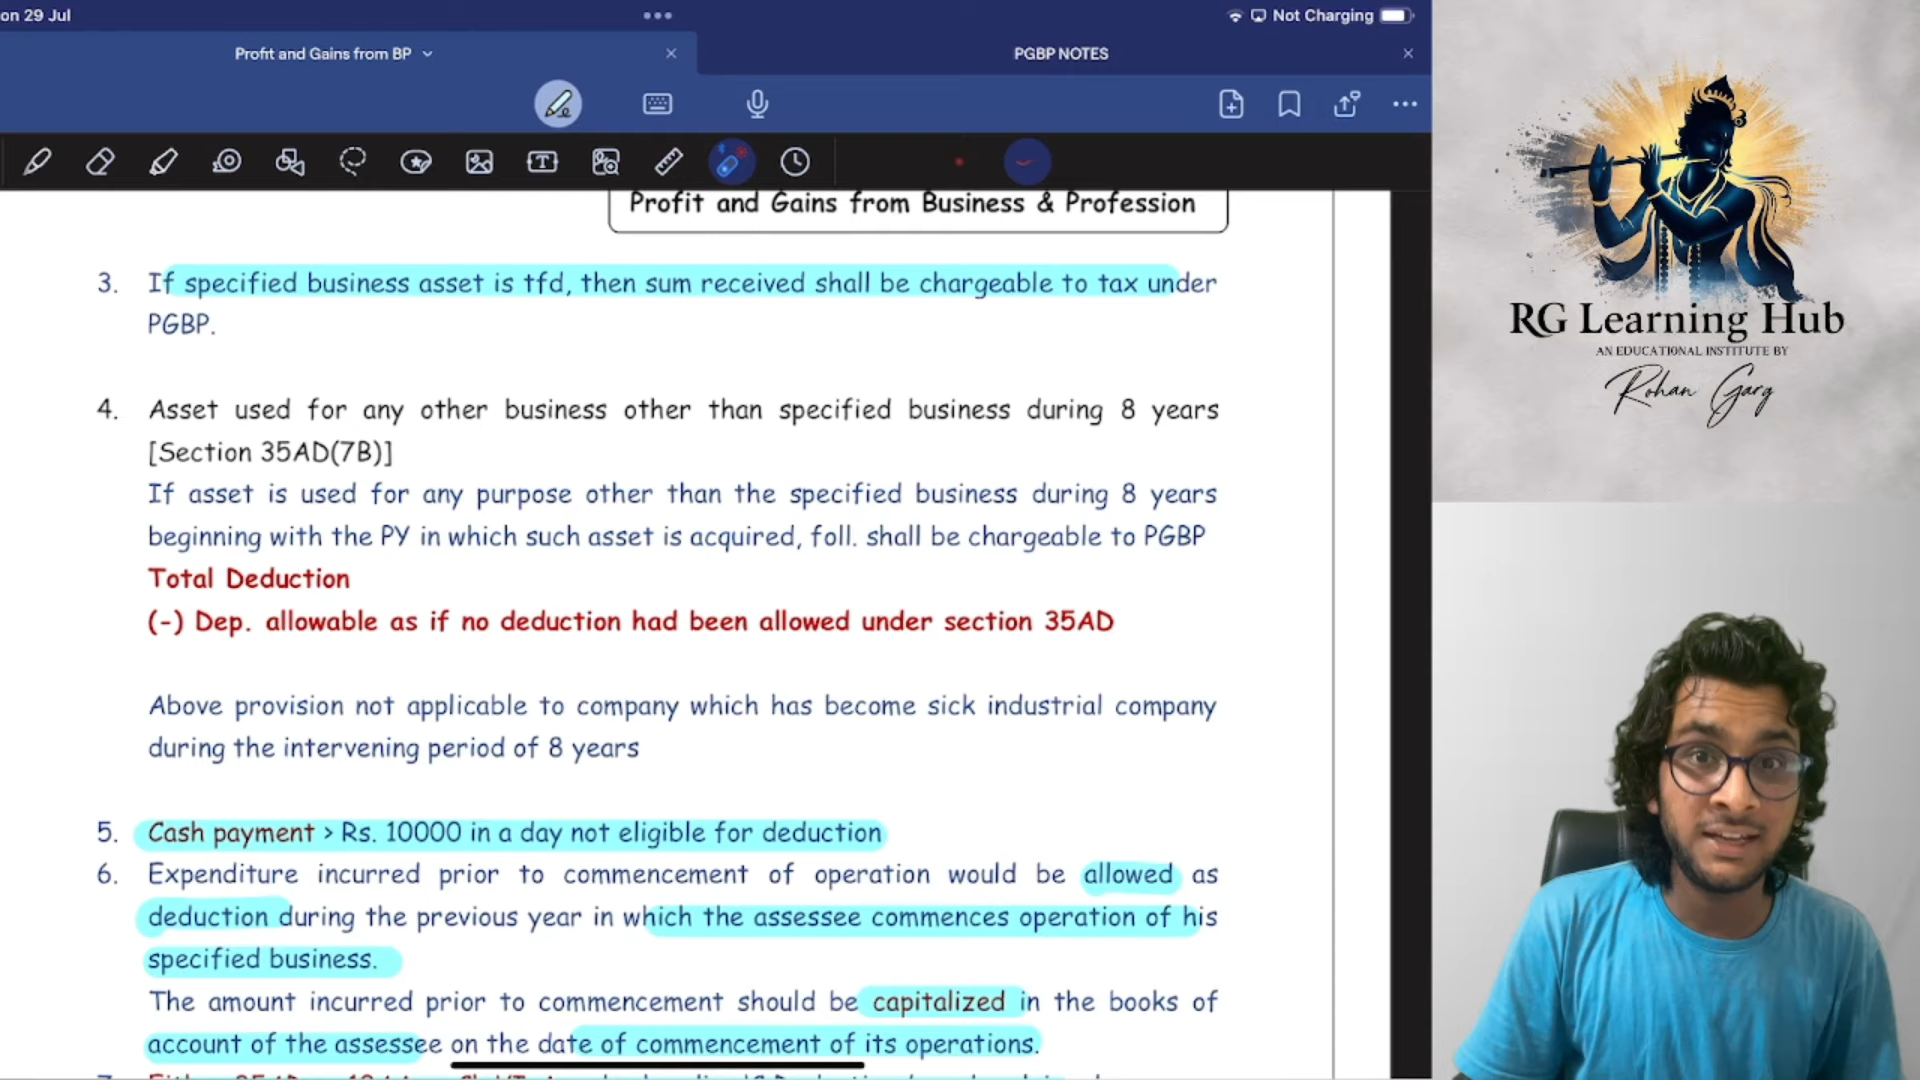 on 29 Jul
Not Charging
Profit and Gains from BP
PGBP NOTES
Profit and Gains from Business & Profession
3. If specified business asset is tfd, then sum received shall be chargeable to tax under
PGBP.
4. Asset used for any other business other than specified business during 8 years
[Section 35AD(7B)]
If asset is used for any purpose other than the specified business during 8 years
beginning with the PY in which such asset is acquired, foll. shall be chargeable to PGBP
Total Deduction
(-) Dep. allowable as if no deduction had been allowed under section 35AD
Above provision not applicable to company which has become sick industrial company
during the intervening period of 8 years
5. Cash payment > Rs. 10000 in a day not eligible for deduction
6. Expenditure incurred prior to commencement of operation would be allowed as
deduction during the previous year in which the assessee commences operation of his
specified business.
The amount incurred prior to commencement should be capitalized in the books of
account of the assessee on the date of commencement of its operations.
RG Learning Hub
AN EDUCATIONAL INSTITUTE BY
Rohan Garg